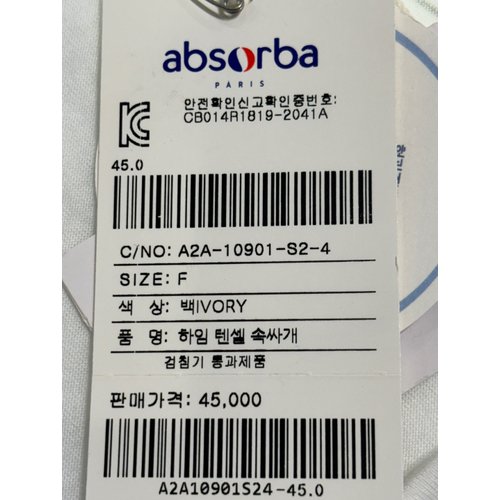 absorba
PARIS
안전확인신고확인증번호:
CB014R1819-2041A
45.0
C/NO: A2A-10901-S2-4
SIZE: F
색 상: 백IVORY
품 명: 하임 텐셀 속싸개
검침기 통과제품
판매가격: 45,000
A2A10901S24-45.0